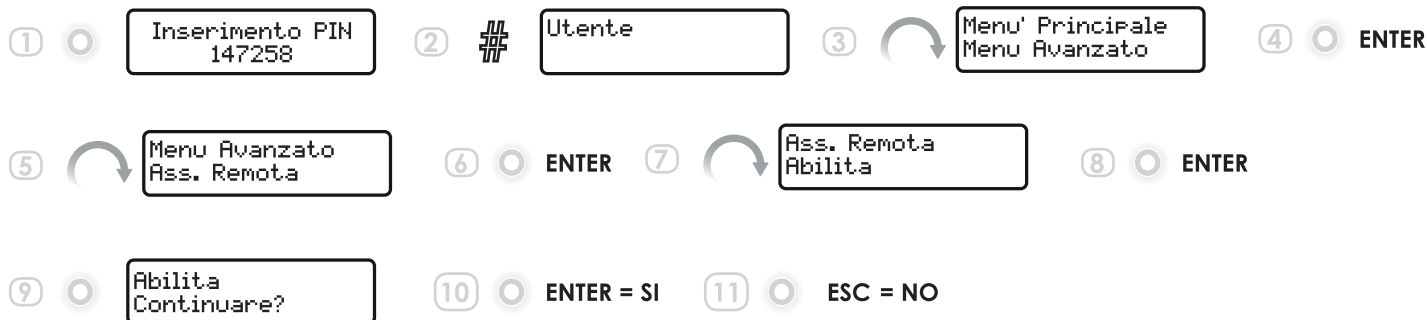 1 Inserimento PIN
147258
2 # Utente
3 Menu' Principale
Menu Avanzato
4 ENTER
5 Menu Avanzato
Ass. Remota
6 ENTER
7 Ass. Remota
Abilita
8 ENTER
9 Abilita
Continuare?
10 ENTER = SI
11 ESC = NO